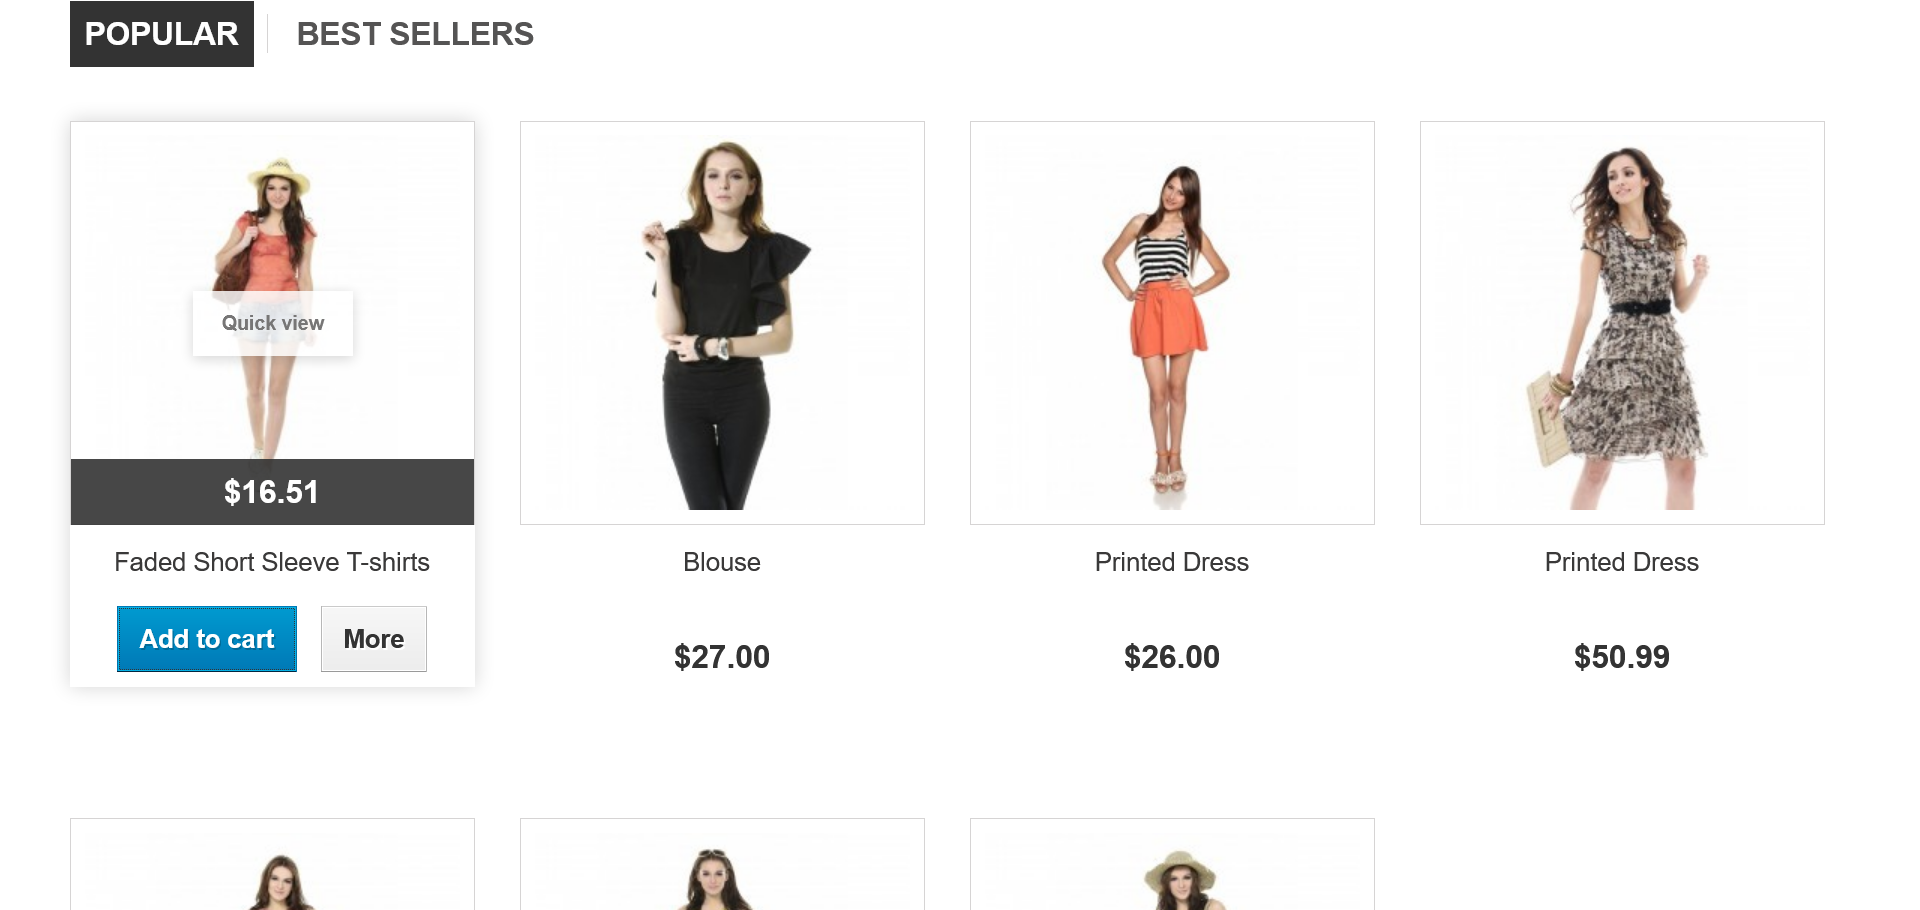 POPULAR
BEST SELLERS
Quick view
$16.51
Faded Short Sleeve T-shirts
Add to cart
More
Blouse
$27.00
Printed Dress
$26.00
Printed Dress
$50.99